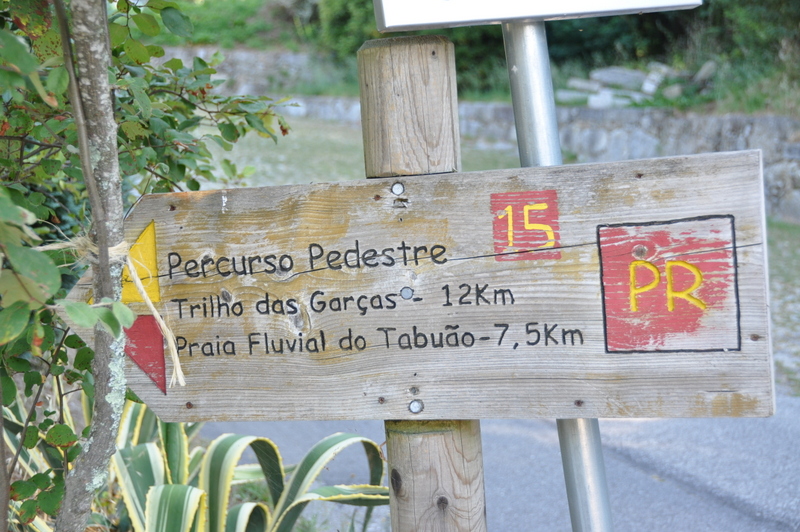 15
PR
Percurso Pedestre
Trilho das Garças - 12Km
Praia Fluvial do Tabuão-7,5Km